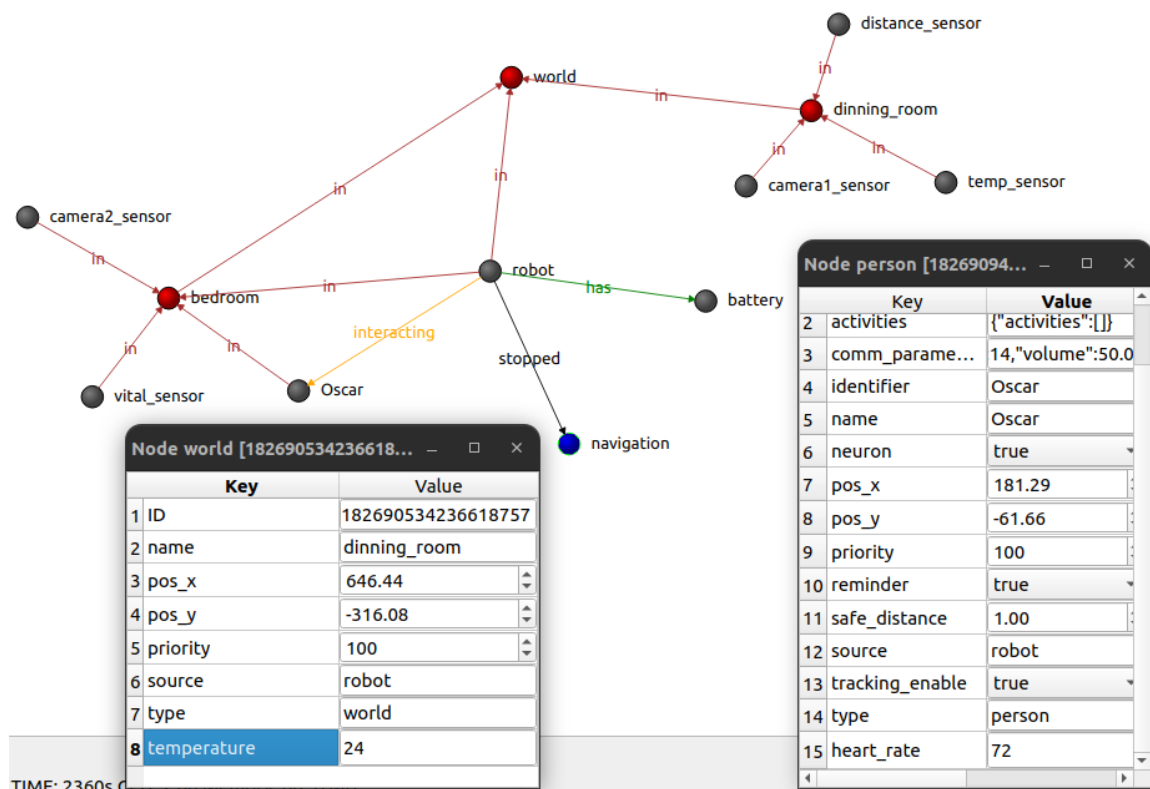 distance_sensor
in
world
in
dinning_room
in
in
camera1_sensor
temp_sensor
in
in
camera2_sensor
in
robot
in
bedroom
has
battery
interacting
in
in
stopped
vital_sensor
Oscar
navigation
Node person [18269094...
Key Value
2 activities {"activities":[]}
3 comm_parame... 14,"volume":50.0
4 identifier Oscar
5 name Oscar
6 neuron true
7 pos_x 181.29
8 pos_y -61.66
9 priority 100
10 reminder true
11 safe_distance 1.00
12 source robot
13 tracking_enable true
14 type person
15 heart_rate 72
Node world [182690534236618...
Key Value
1 ID 182690534236618757
2 name dinning_room
3 pos_x 646.44
4 pos_y -316.08
5 priority 100
6 source robot
7 type world
8 temperature 24
TIME: 2360s